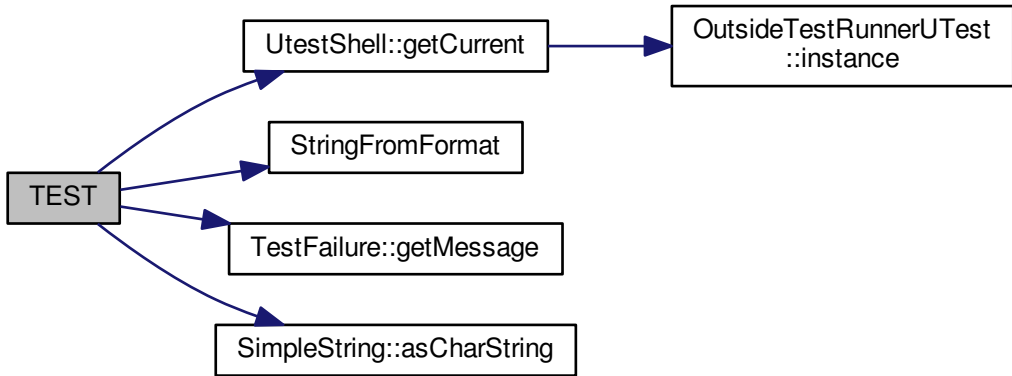 UtestShell::getCurrent
OutsideTestRunnerUTest
::instance
StringFromFormat
TEST
TestFailure::getMessage
SimpleString::asCharString